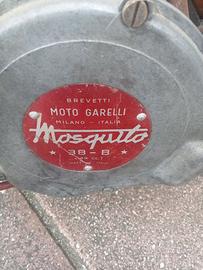 BREVETTI
MOTO GARELLI
MILANO - ITALIA
Mosquito
38-B